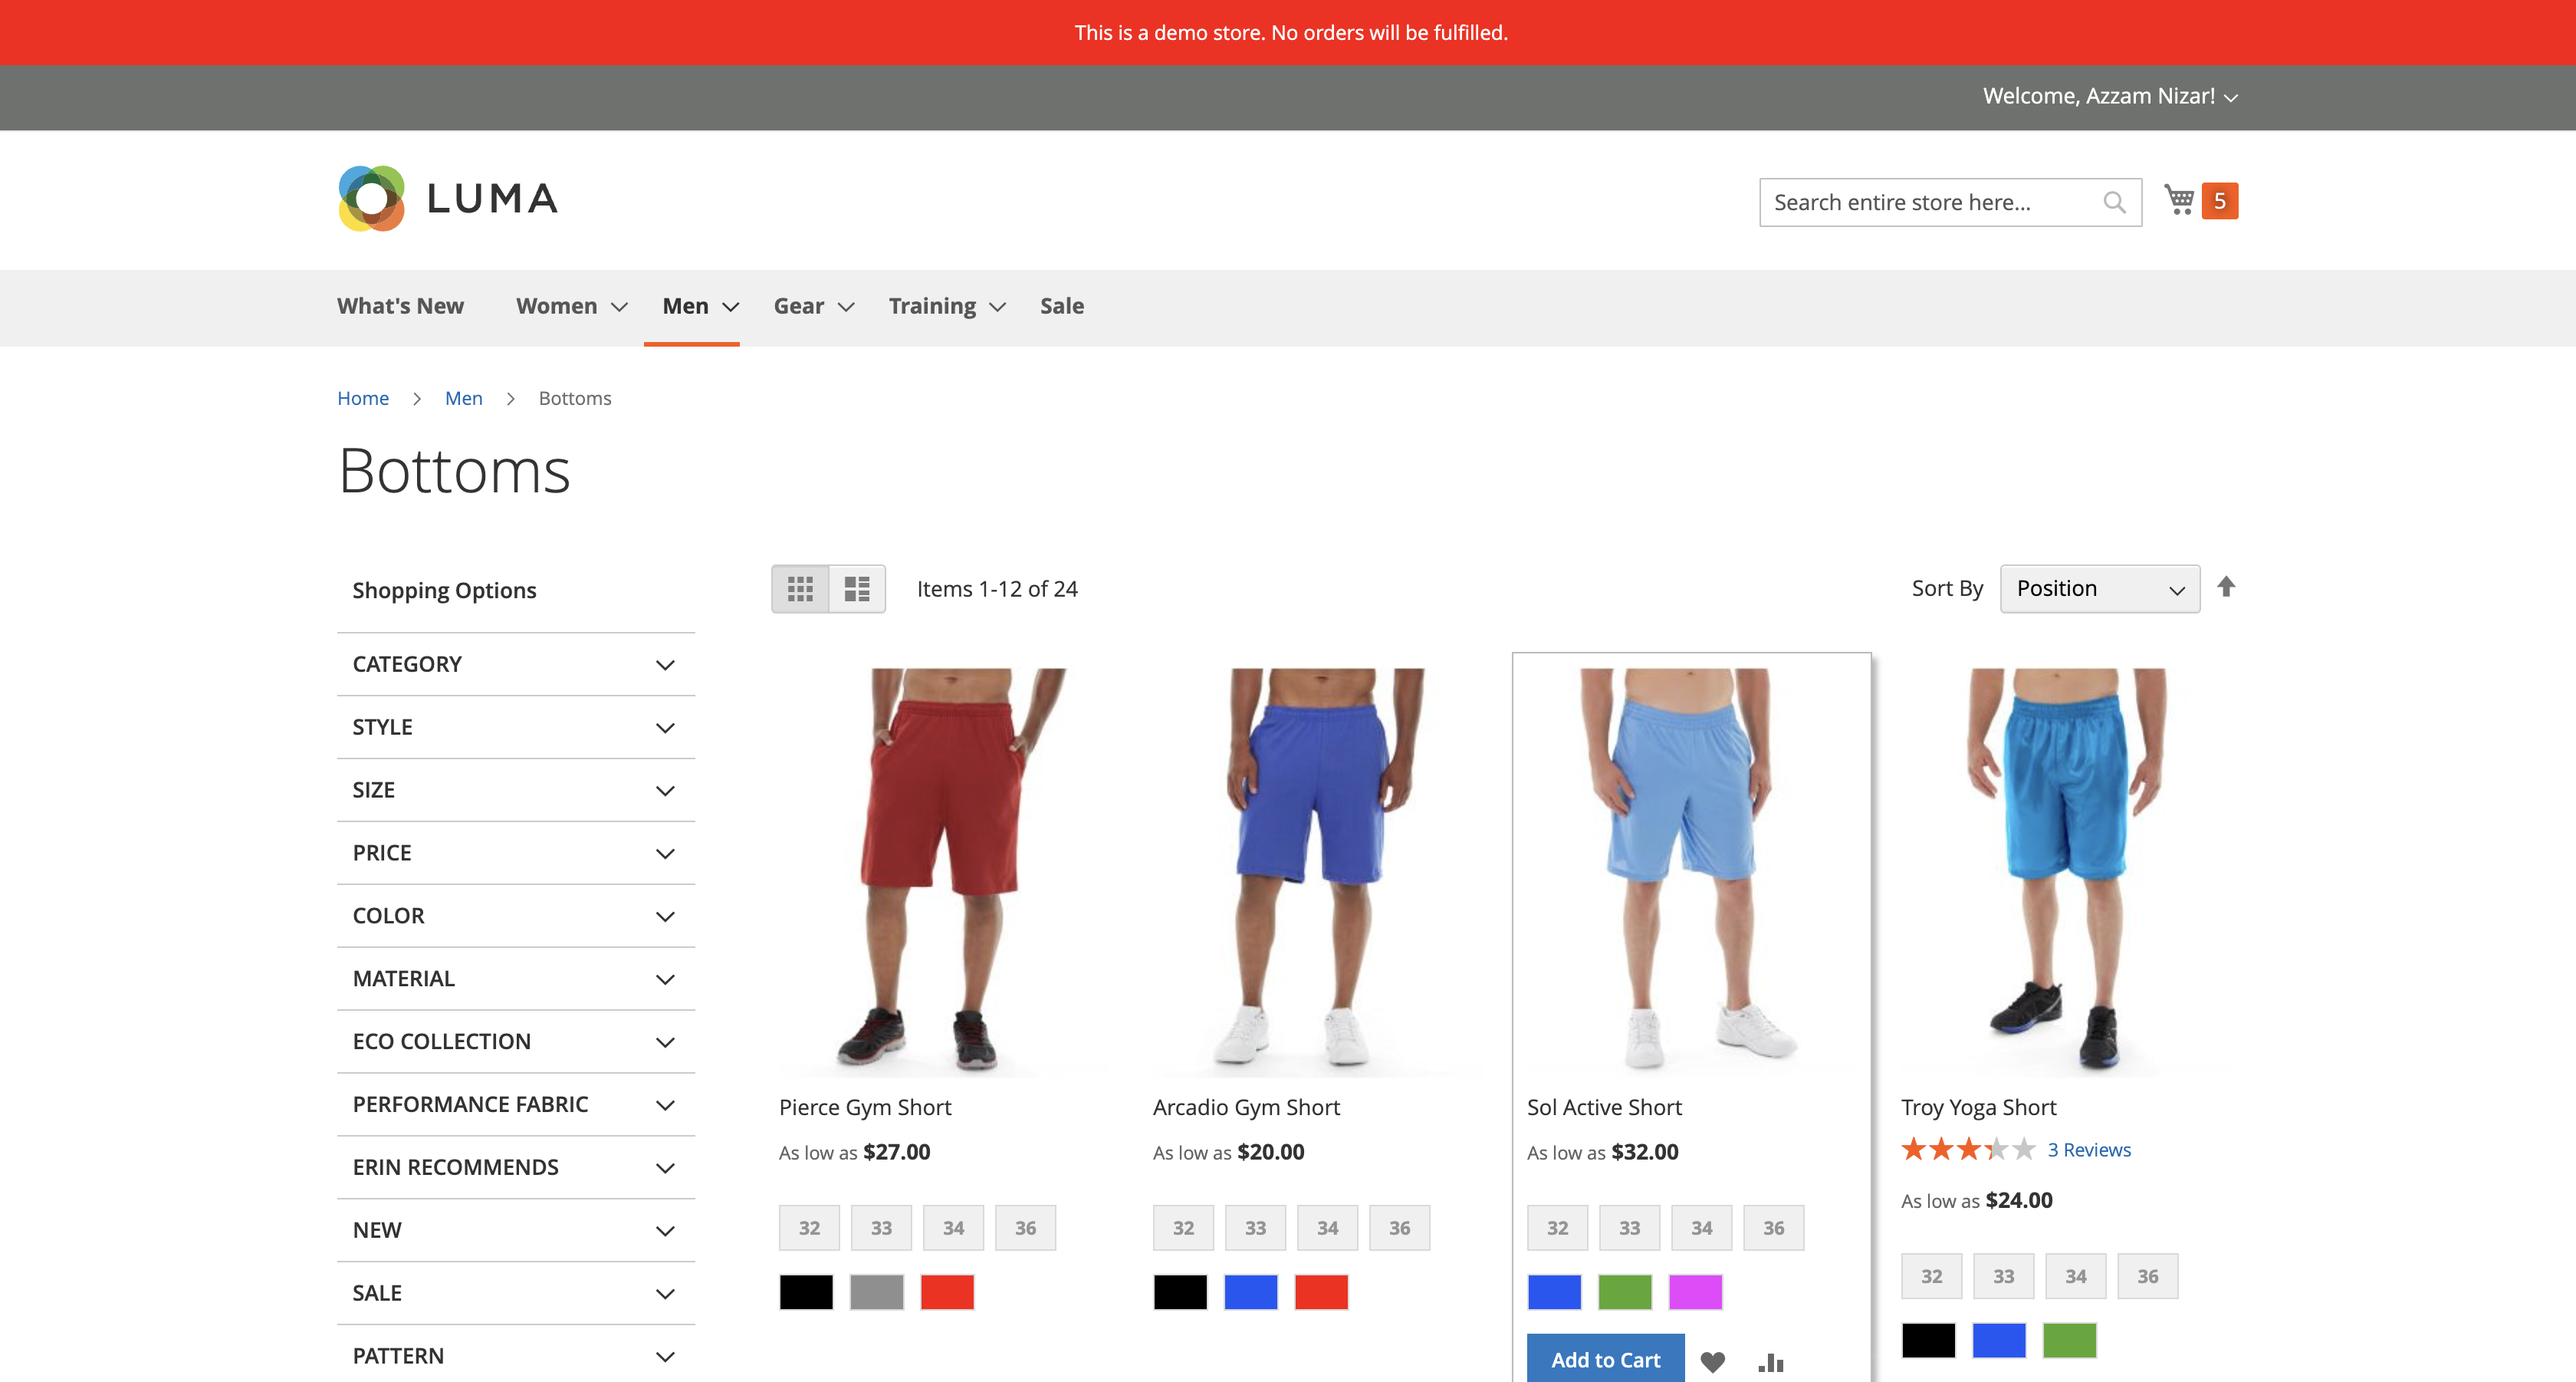 This is a demo store. No orders will be fulfilled.
Welcome, Azzam Nizar!
LUMA
Search entire store here...
5
What's New Women Men Gear Training Sale
Home > Men > Bottoms
Bottoms
Shopping Options
CATEGORY
STYLE
SIZE
PRICE
COLOR
MATERIAL
ECO COLLECTION
PERFORMANCE FABRIC
ERIN RECOMMENDS
NEW
SALE
PATTERN
Items 1-12 of 24
Sort By Position
Pierce Gym Short
As low as $27.00
32 33 34 36
Arcadio Gym Short
As low as $20.00
32 33 34 36
Sol Active Short
As low as $32.00
32 33 34 36
Add to Cart
Troy Yoga Short
3 Reviews
As low as $24.00
32 33 34 36